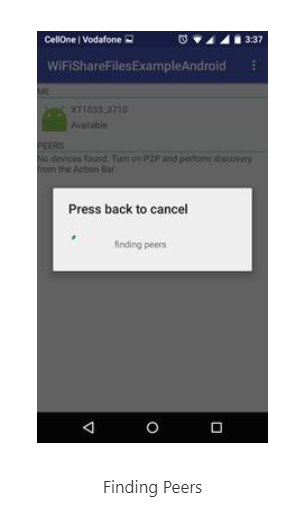 CellOne | Vodafone 3:37
WiFiShareFilesExampleAndroid
ME
XT1033_3710
Available
PEERS
No devices found. Turn on P2P and perform discovery
from the Action Bar
Press back to cancel
finding peers
Finding Peers